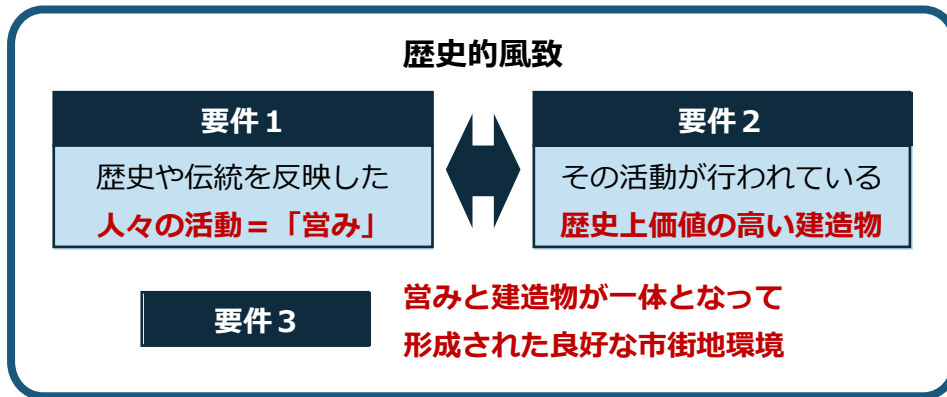 歴史的風致
要件1
歴史や伝統を反映した
人々の活動=「営み」
要件2
その活動が行われている
歴史上価値の高い建造物
要件3
営みと建造物が一体となって
形成された良好な市街地環境